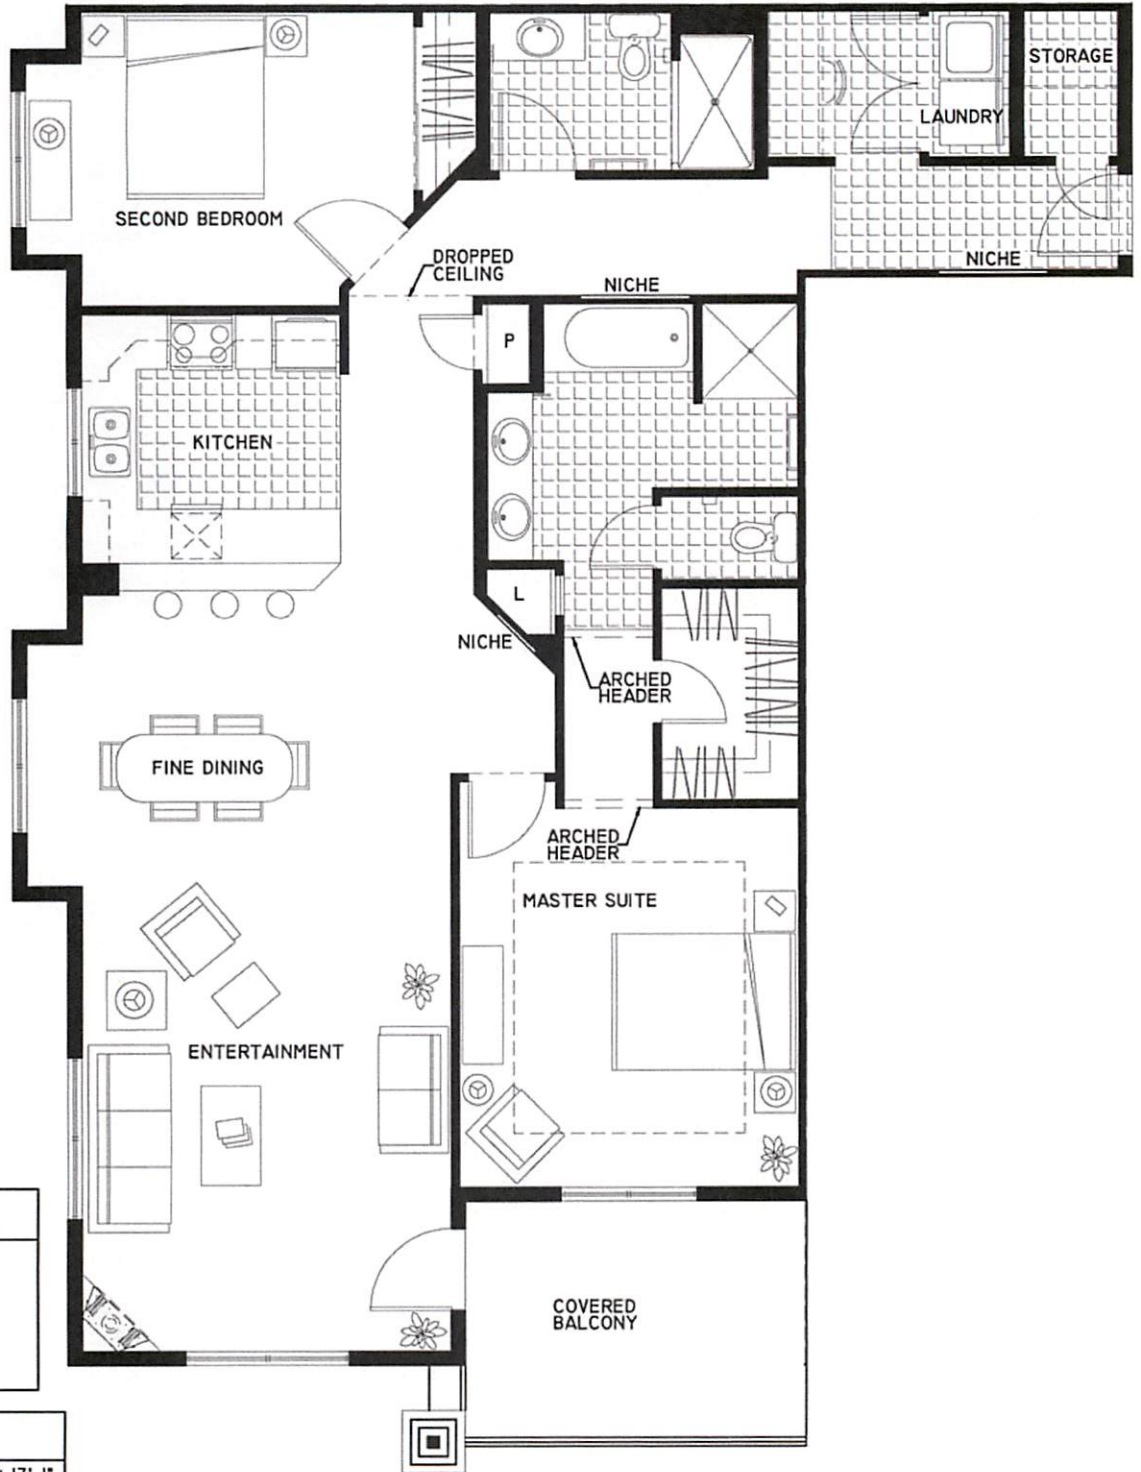 STORAGE
LAUNDRY
SECOND BEDROOM
DROPPED
CEILING
NICHE
NICHE
P
KITCHEN
L
NICHE
ARCHED
HEADER
FINE DINING
ARCHED
HEADER
MASTER SUITE
ENTERTAINMENT
COVERED
BALCONY